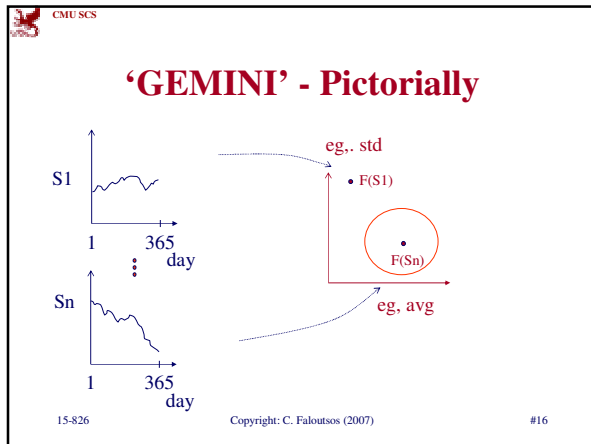 CMU SCS
‘GEMINI’ - Pictorially
S1
1 365
day
Sn
1 365
day
eg,. std
F(S1)
F(Sn)
eg, avg
15-826 Copyright: C. Faloutsos (2007) #16